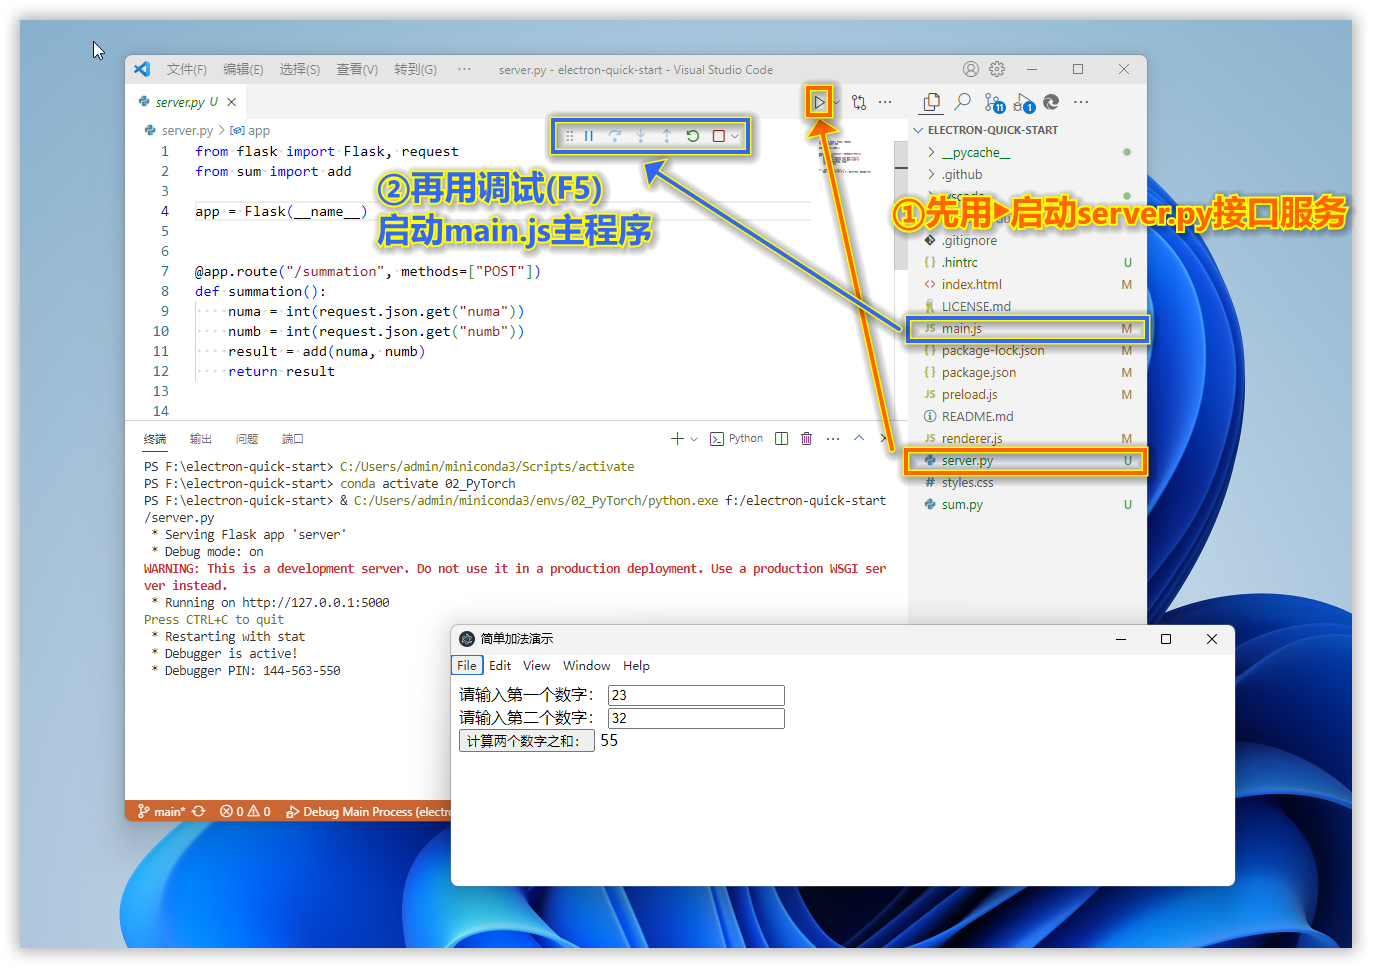 文件(F) 编辑(E) 选择(S) 查看(V) 转到(G) ··· server.py - electron-quick-start - Visual Studio Code
server.py U
server.py > app
1 from flask import Flask, request
2 from sum import add
3
4 app = Flask(__name__)
5
6
7 @app.route("/summation", methods=["POST"])
8 def summation():
9 ····numa = int(request.json.get("numa"))
10 ····numb = int(request.json.get("numb"))
11 ····result = add(numa, numb)
12 ····return result
13
14
②再用调试(F5)
启动main.js主程序
①先用▶启动server.py接口服务
11 1
ELECTRON-QUICK-START
__pycache__
.github
.vscode
.gitignore
.hintrc U
index.html M
LICENSE.md
main.js M
package-lock.json M
package.json M
preload.js M
README.md
renderer.js M
server.py U
styles.css
sum.py U
终端 输出 问题 端口 Python
PS F:\electron-quick-start> C:/Users/admin/miniconda3/Scripts/activate
PS F:\electron-quick-start> conda activate 02_PyTorch
PS F:\electron-quick-start> & C:/Users/admin/miniconda3/envs/02_PyTorch/python.exe f:/electron-quick-start
/server.py
* Serving Flask app 'server'
* Debug mode: on
WARNING: This is a development server. Do not use it in a production deployment. Use a production WSGI ser
ver instead.
* Running on http://127.0.0.1:5000
Press CTRL+C to quit
* Restarting with stat
* Debugger is active!
* Debugger PIN: 144-563-550
main* 0 0 Debug Main Process (electro
简单加法演示
File Edit View Window Help
请输入第一个数字： 23
请输入第二个数字： 32
计算两个数字之和： 55